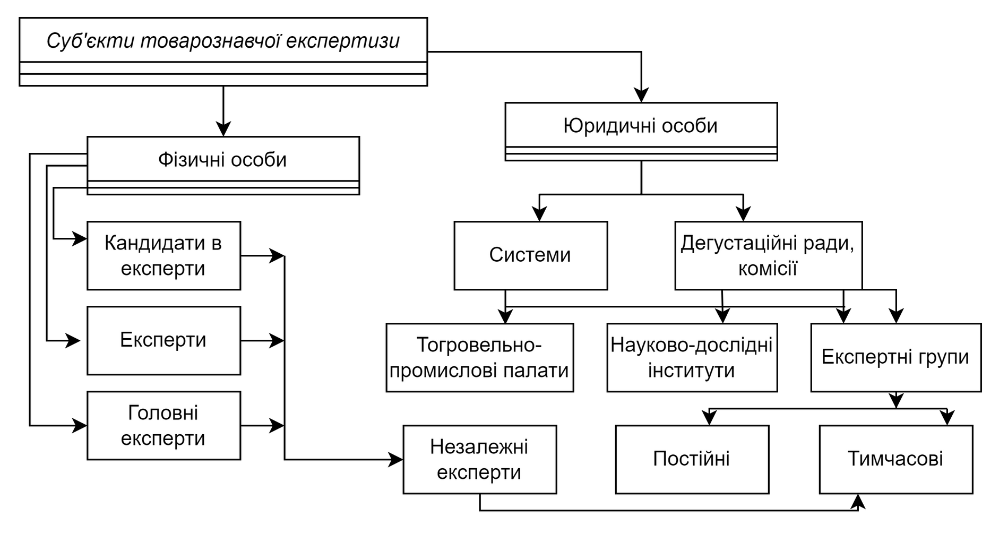 Суб'єкти товарознавчої експертизи
Юридичні особи
Фізичні особи
Кандидати в
експерти
Системи
Дегустаційні ради,
комісії
Експерти
Тогровельно-
промислові палати
Науково-дослідні
інститути
Експертні групи
Головні
експерти
Незалежні
експерти
Постійні
Тимчасові